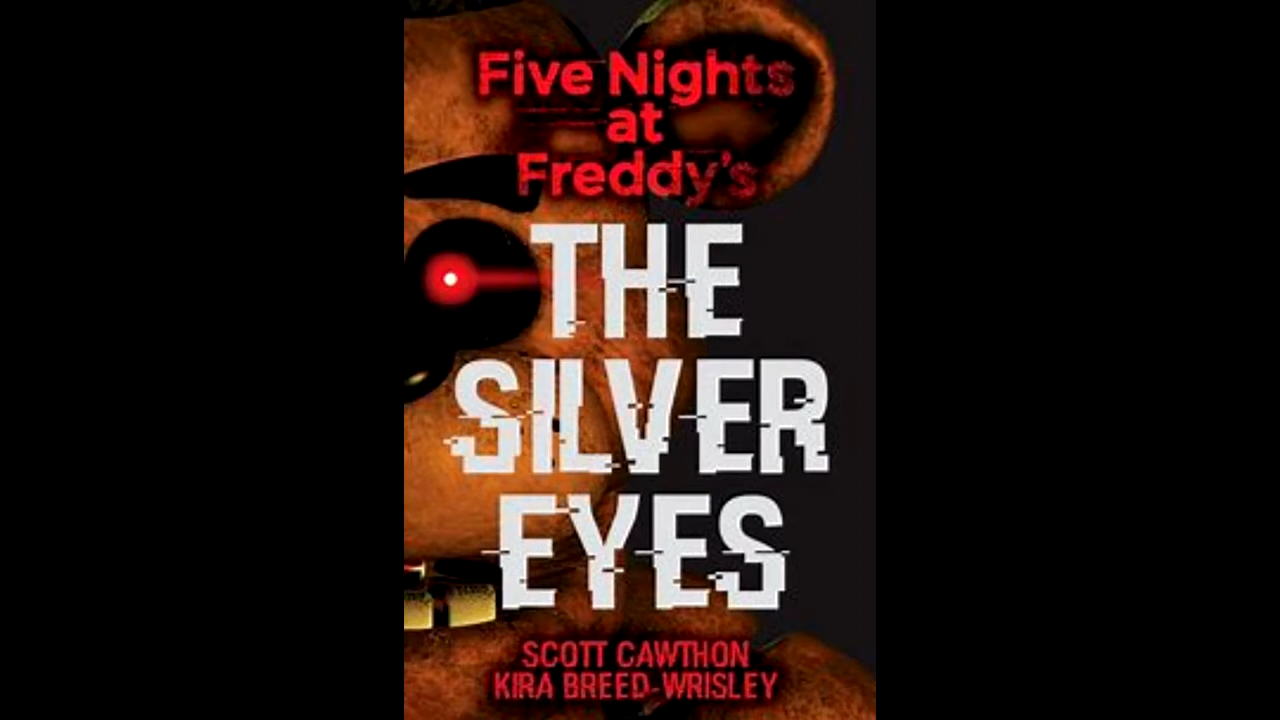 Five Nights
at
Freddy's
THE
SILVER
EYES
SCOTT CAWTHON
KIRA BREED-WRISLEY